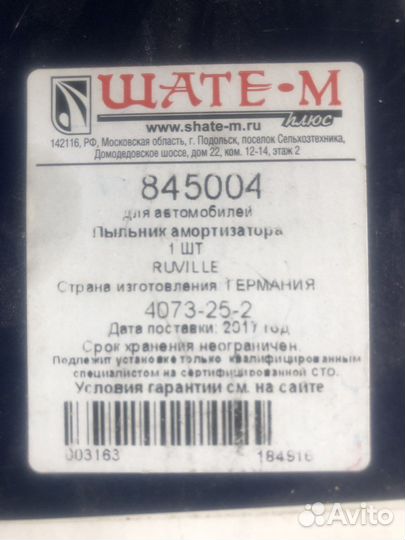 ШАТЕ-М
плюс
www.shate-m.ru
142116, РФ, Московская область, г. Подольск, поселок Сельхозтехника,
Домодедовское шоссе, дом 22, ком. 12-14, этаж 2
845004
для автомобилей
Пыльник амортизатора
1 ШТ
RUVILLE
Страна изготовления: ГЕРМАНИЯ
4073-25-2
Дата поставки: 2017 год
Срок хранения неограничен.
Подлежит установке только квалифицированным
специалистом на сертифицированной СТО.
Условия гарантии см. на сайте
003163 184916
Avito